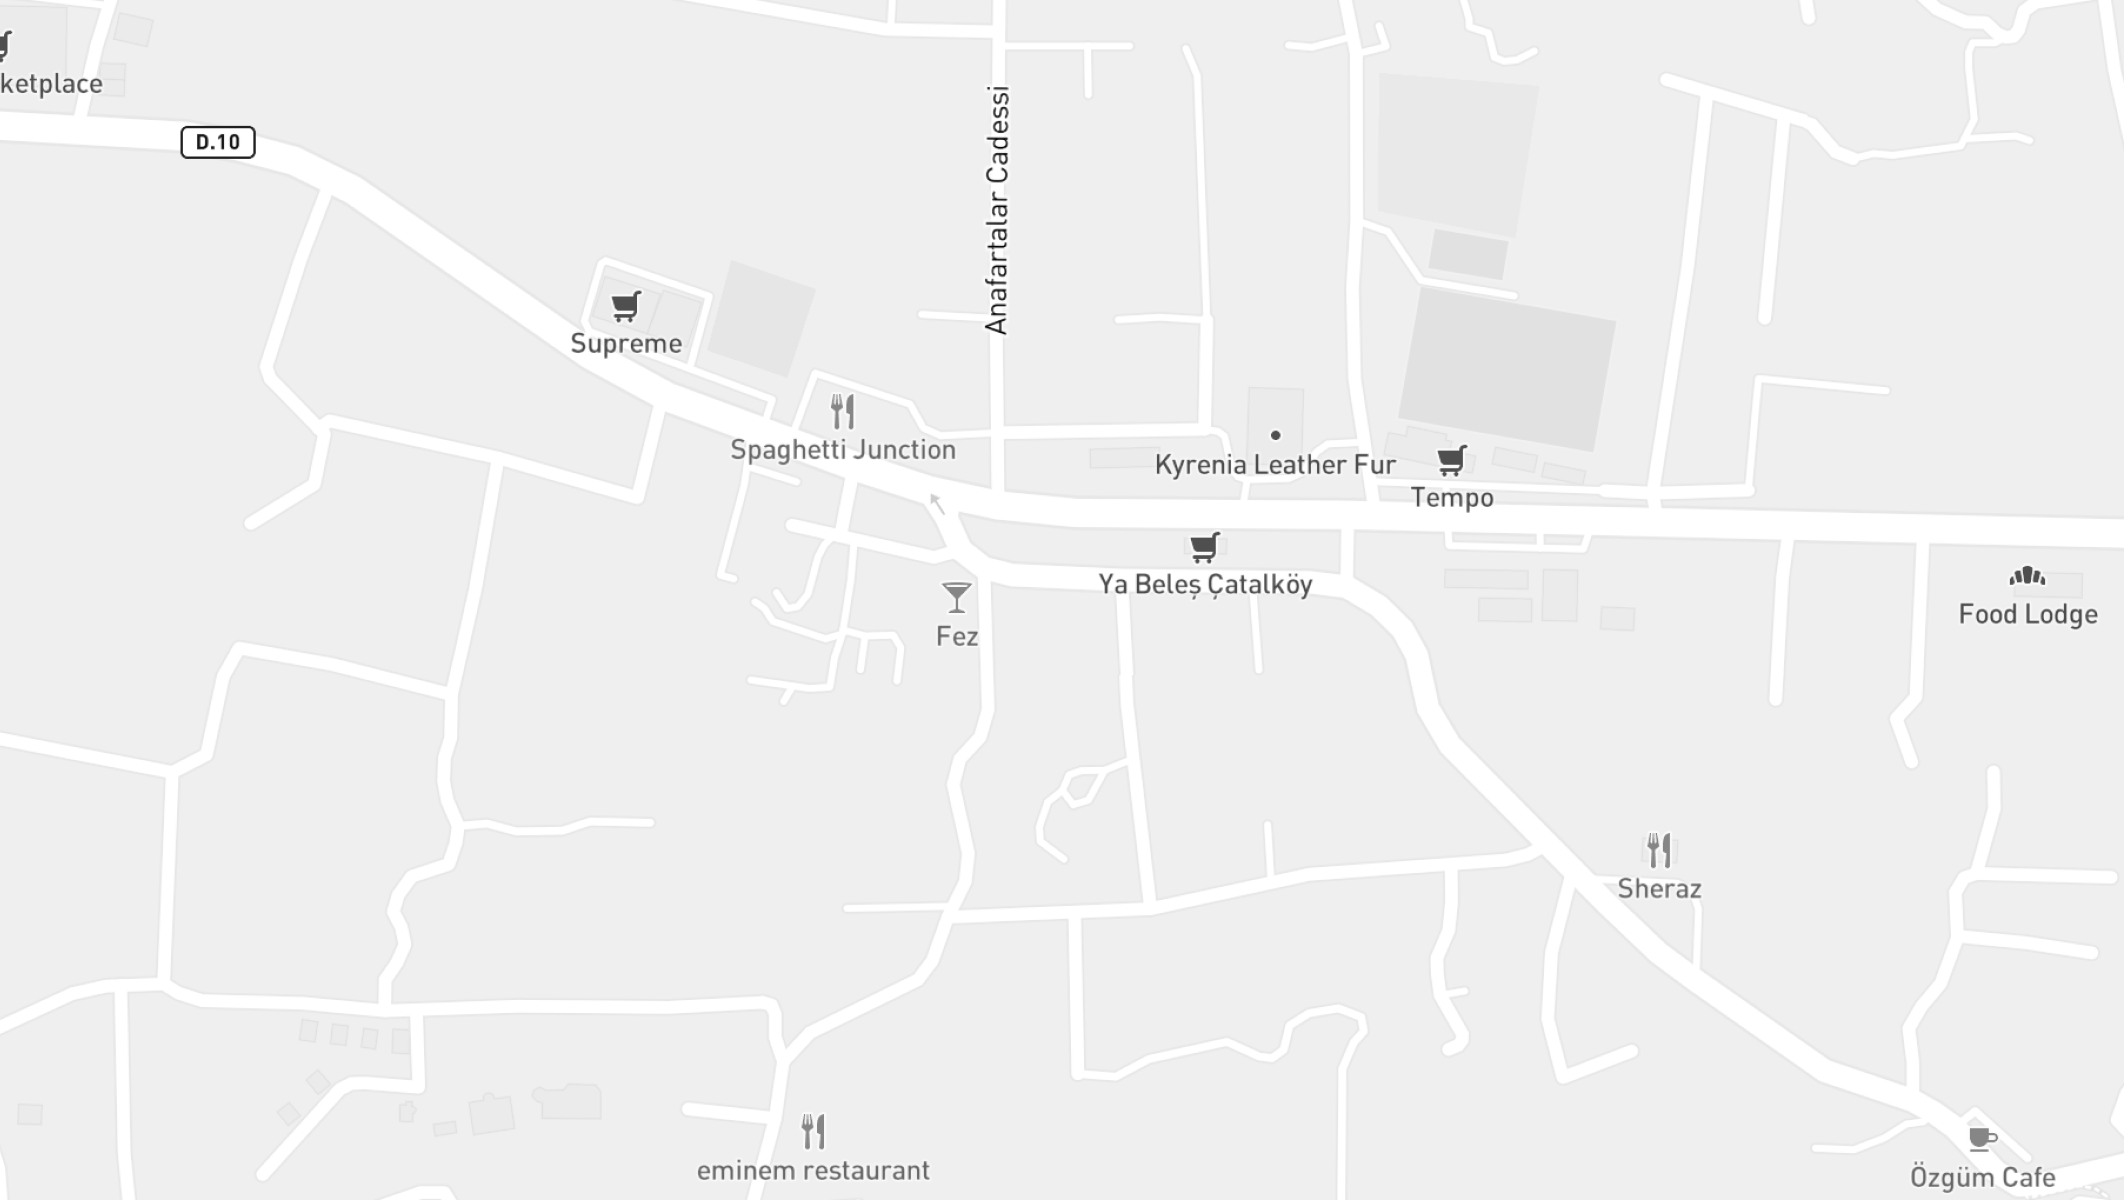 ketplace
D.10
Anafartalar Cadessi
Supreme
Spaghetti Junction
Kyrenia Leather Fur
Tempo
Ya Beleş Çatalköy
Food Lodge
Fez
Sheraz
eminem restaurant
Özgüm Cafe